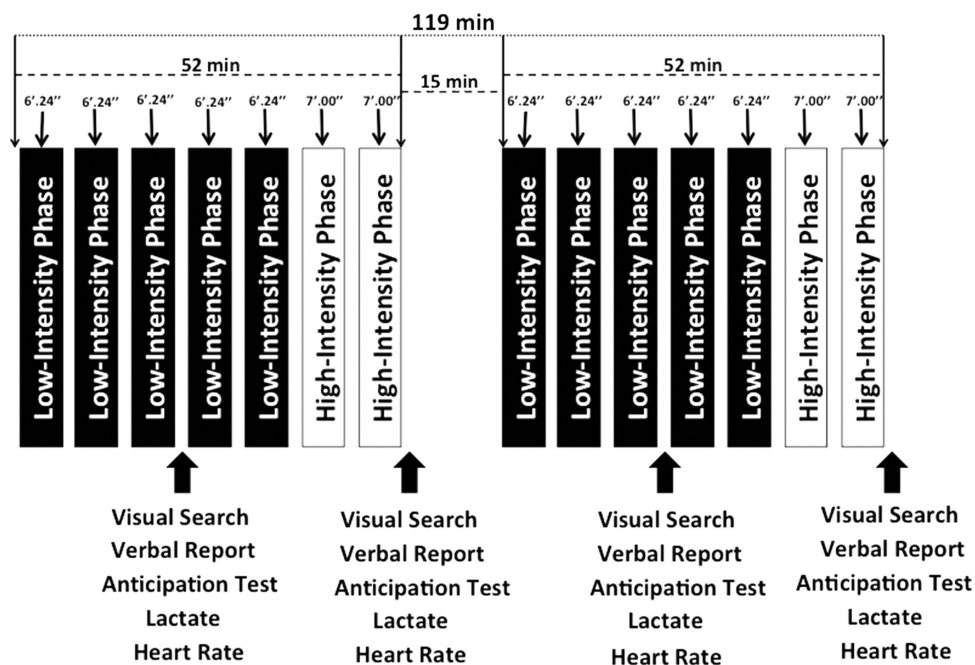 119 min
52 min
52 min
15 min
6’.24’’ 6’.24’’ 6’.24’’ 6’.24’’ 6’.24’’ 7’.00’’ 7’.00’’
6’.24’’ 6’.24’’ 6’.24’’ 6’.24’’ 6’.24’’ 7’.00’’ 7’.00’’
Low-Intensity Phase
Low-Intensity Phase
Low-Intensity Phase
Low-Intensity Phase
Low-Intensity Phase
High-Intensity Phase
High-Intensity Phase
Low-Intensity Phase
Low-Intensity Phase
Low-Intensity Phase
Low-Intensity Phase
Low-Intensity Phase
High-Intensity Phase
High-Intensity Phase
Visual Search
Verbal Report
Anticipation Test
Lactate
Heart Rate
Visual Search
Verbal Report
Anticipation Test
Lactate
Heart Rate
Visual Search
Verbal Report
Anticipation Test
Lactate
Heart Rate
Visual Search
Verbal Report
Anticipation Test
Lactate
Heart Rate